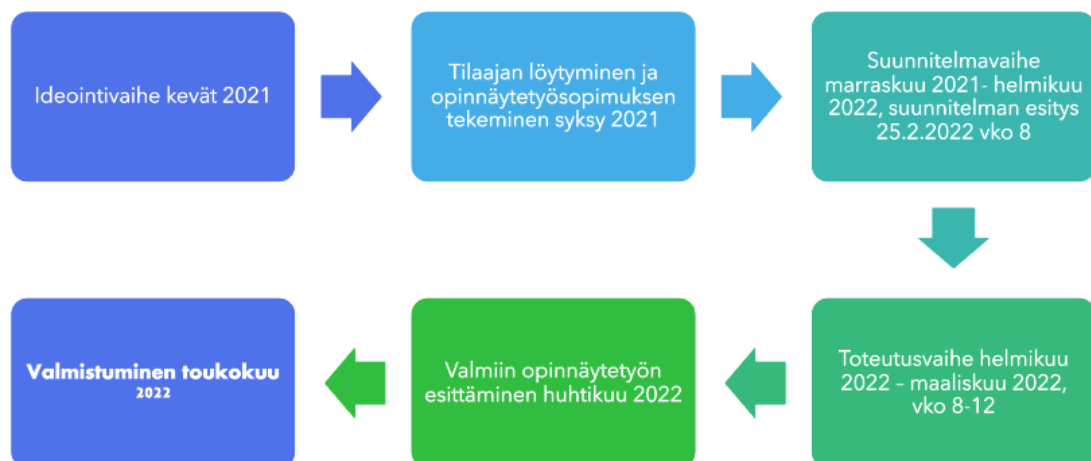 Ideointivaihe kevät 2021
Tilaajan löytyminen ja
opinnäytetyösopimuksen
tekeminen syksy 2021
Suunnitelmavaihe
marraskuu 2021- helmikuu
2022, suunnitelman esitys
25.2.2022 vko 8
Toteutusvaihe helmikuu
2022 – maaliskuu 2022,
vko 8-12
Valmiin opinnäytetyön
esittäminen huhtikuu 2022
Valmistuminen toukokuu
2022